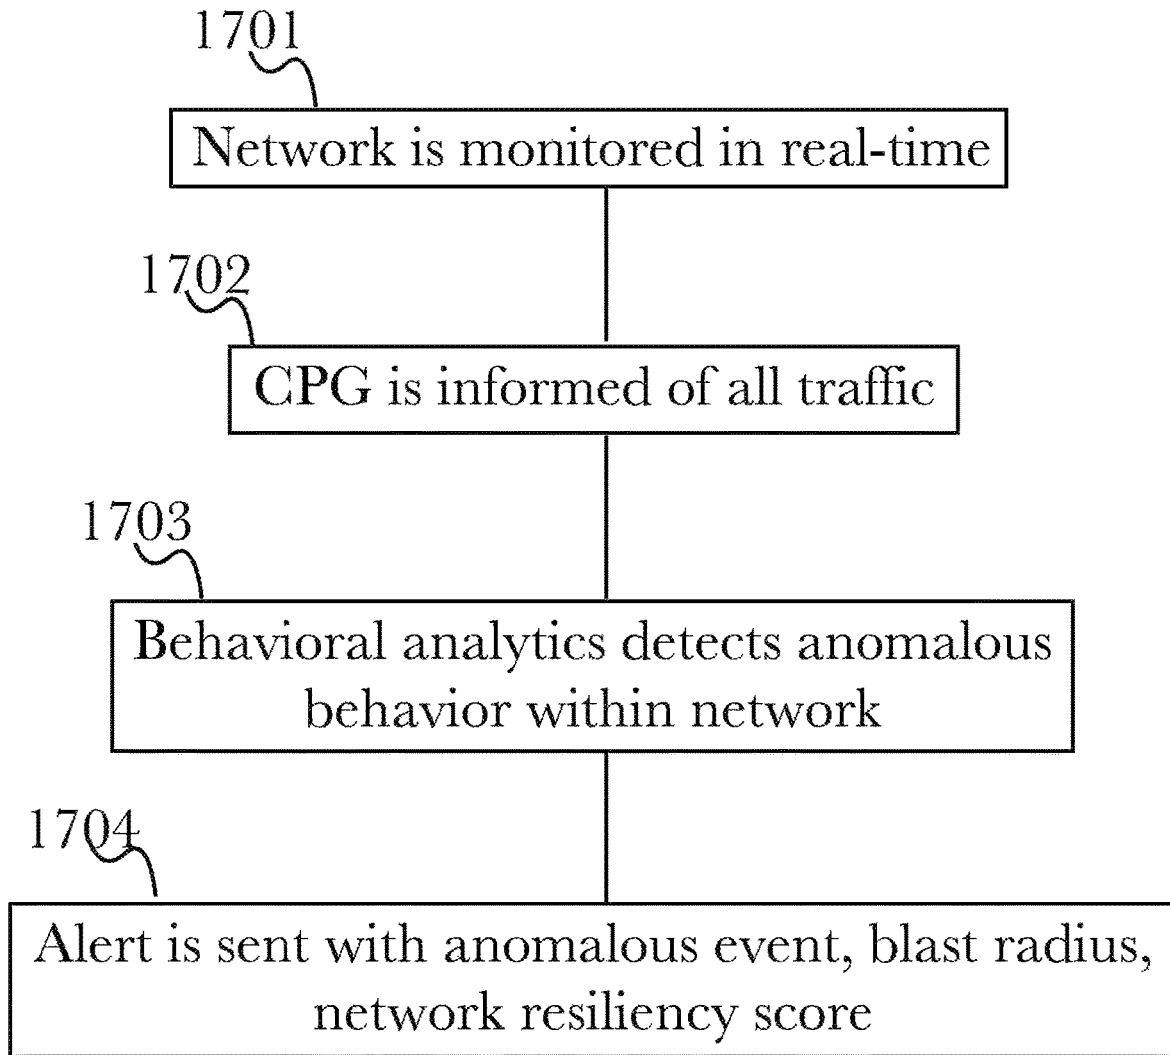 1701
Network is monitored in real-time
1702
CPG is informed of all traffic
1703
Behavioral analytics detects anomalous
behavior within network
1704
Alert is sent with anomalous event, blast radius,
network resiliency score